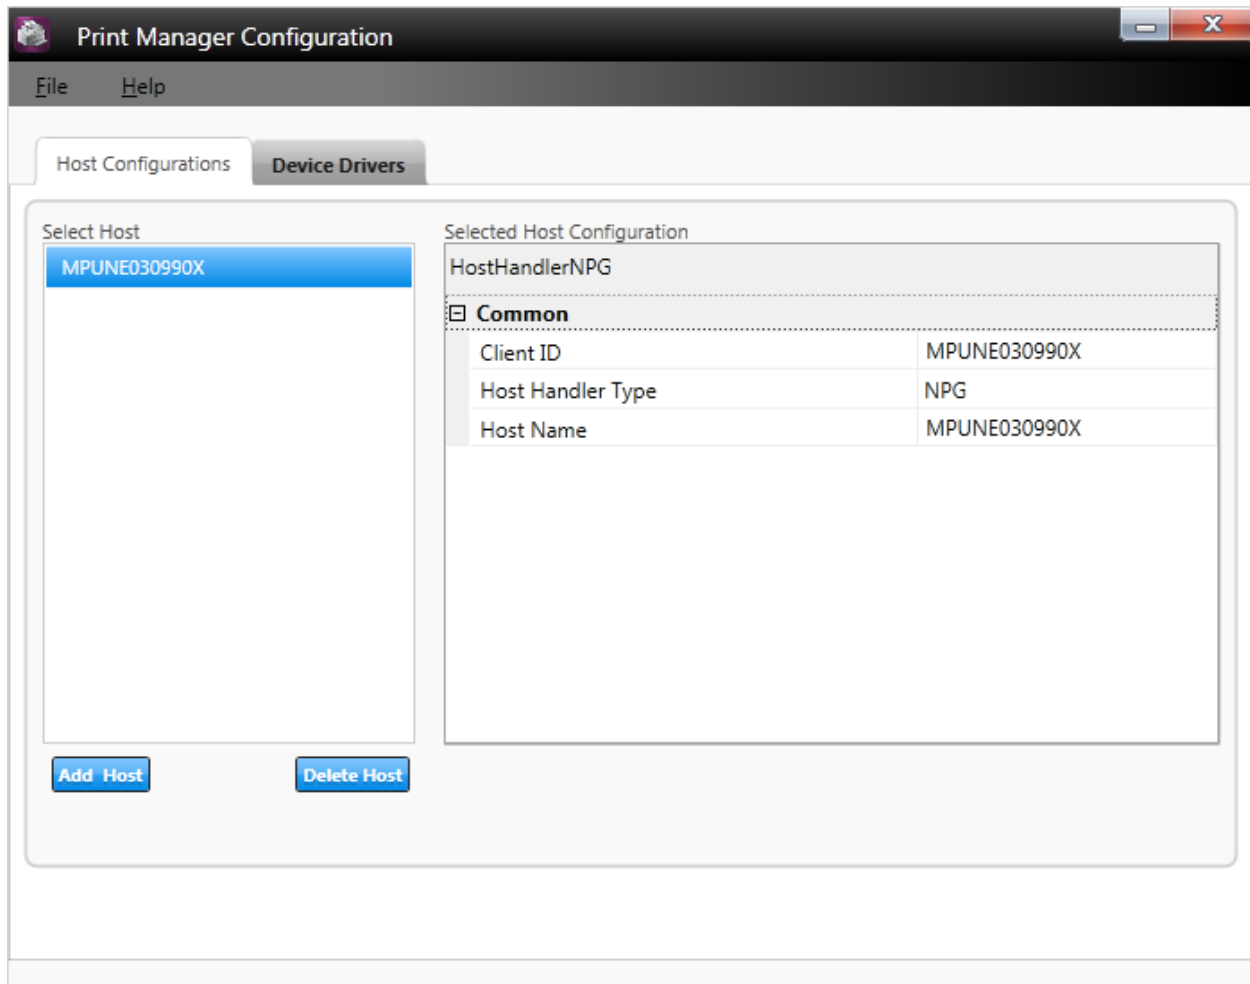 Print Manager Configuration
File Help
Host Configurations Device Drivers
Select Host
MPUNE030990X
Add Host Delete Host
Selected Host Configuration
HostHandlerNPG
Common
Client ID MPUNE030990X
Host Handler Type NPG
Host Name MPUNE030990X